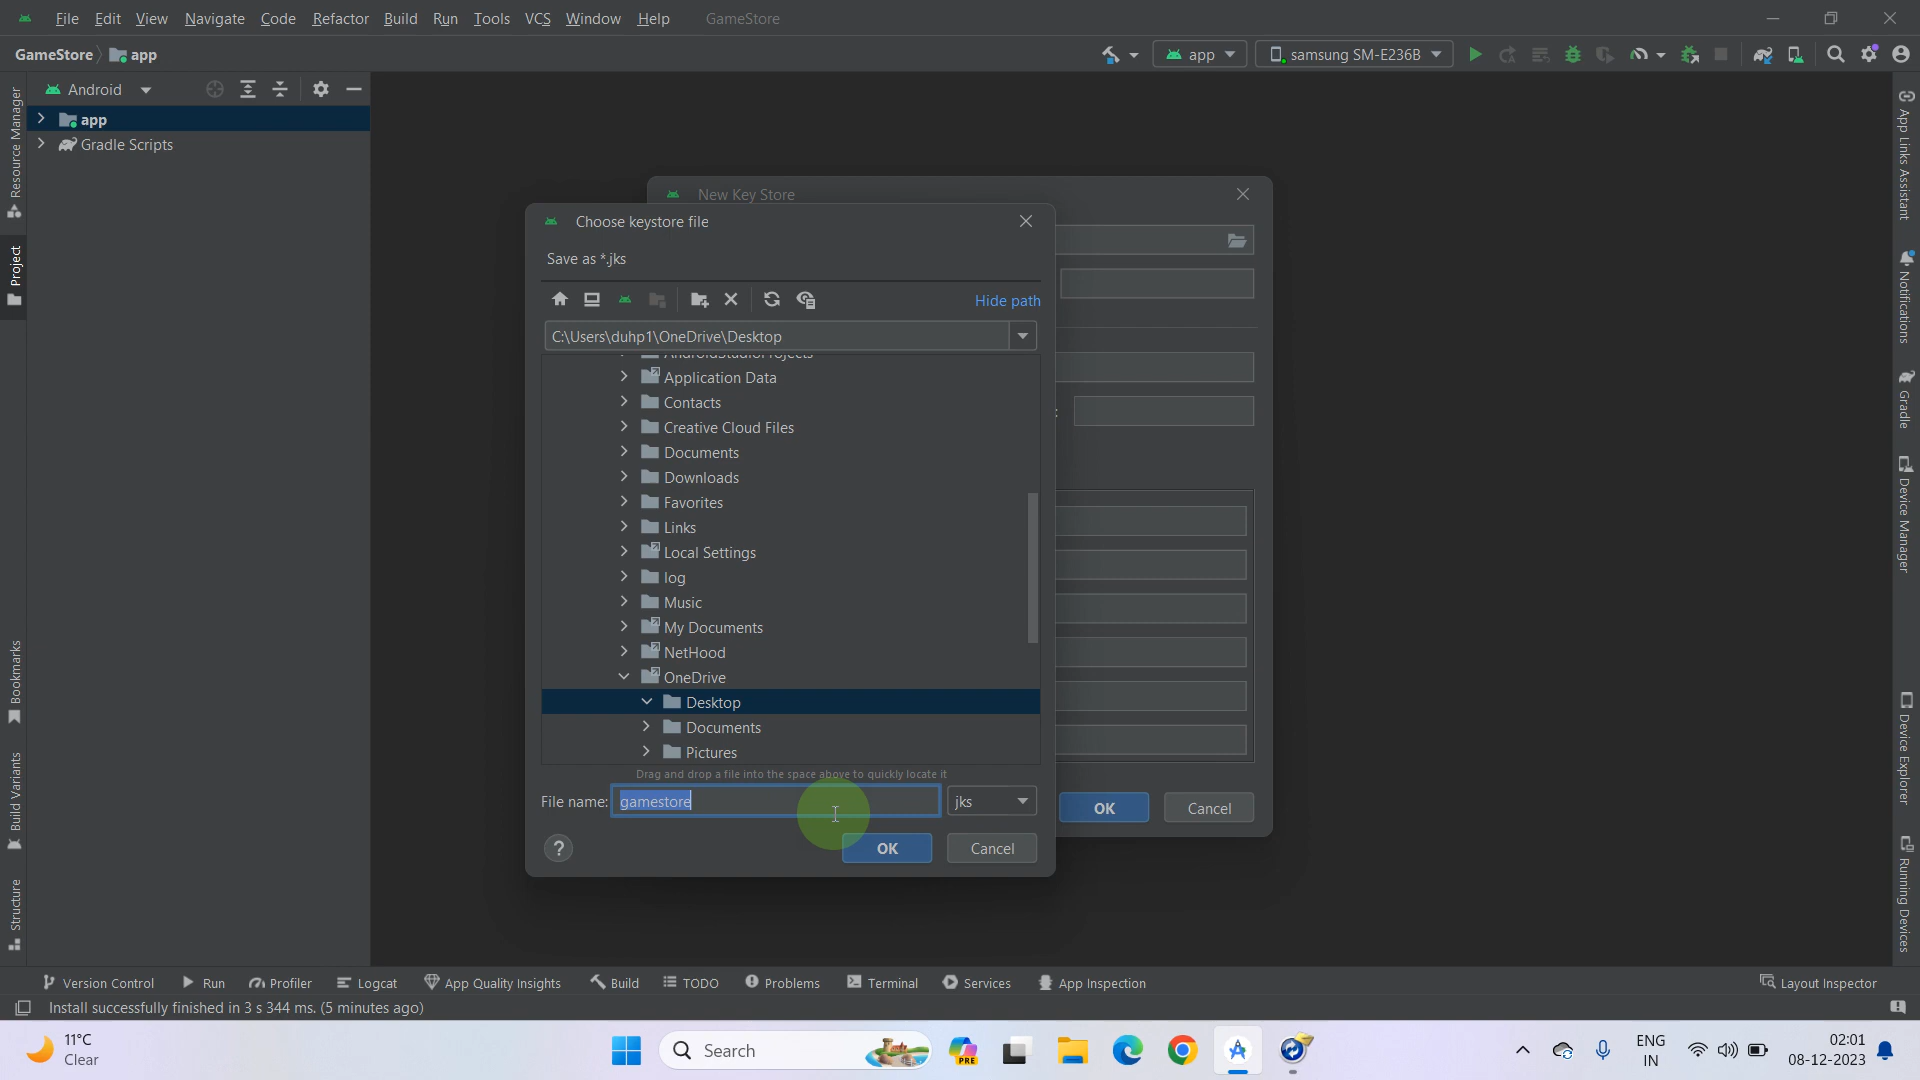 File Edit View Navigate Code Refactor Build Run Tools VCS Window Help GameStore
GameStore app
app samsung SM-E236B
Android
app
Gradle Scripts
Resource Manager
Project
Bookmarks
Build Variants
Structure
New Key Store
Choose keystore file
Save as *.jks
Hide path
C:\Users\duhp1\OneDrive\Desktop
AndroidStudioProjects
Application Data
Contacts
Creative Cloud Files
Documents
Downloads
Favorites
Links
Local Settings
log
Music
My Documents
NetHood
OneDrive
Desktop
Documents
Pictures
Drag and drop a file into the space above to quickly locate it
File name: gamestore jks
? OK Cancel
:
OK Cancel
App Links Assistant
Notifications
Gradle
Device Manager
Device Explorer
Running Devices
Version Control Run Profiler Logcat App Quality Insights Build TODO Problems Terminal Services App Inspection Layout Inspector
Install successfully finished in 3 s 344 ms. (5 minutes ago)
11°C
Clear
Search
PRE
ENG
IN
02:01
08-12-2023